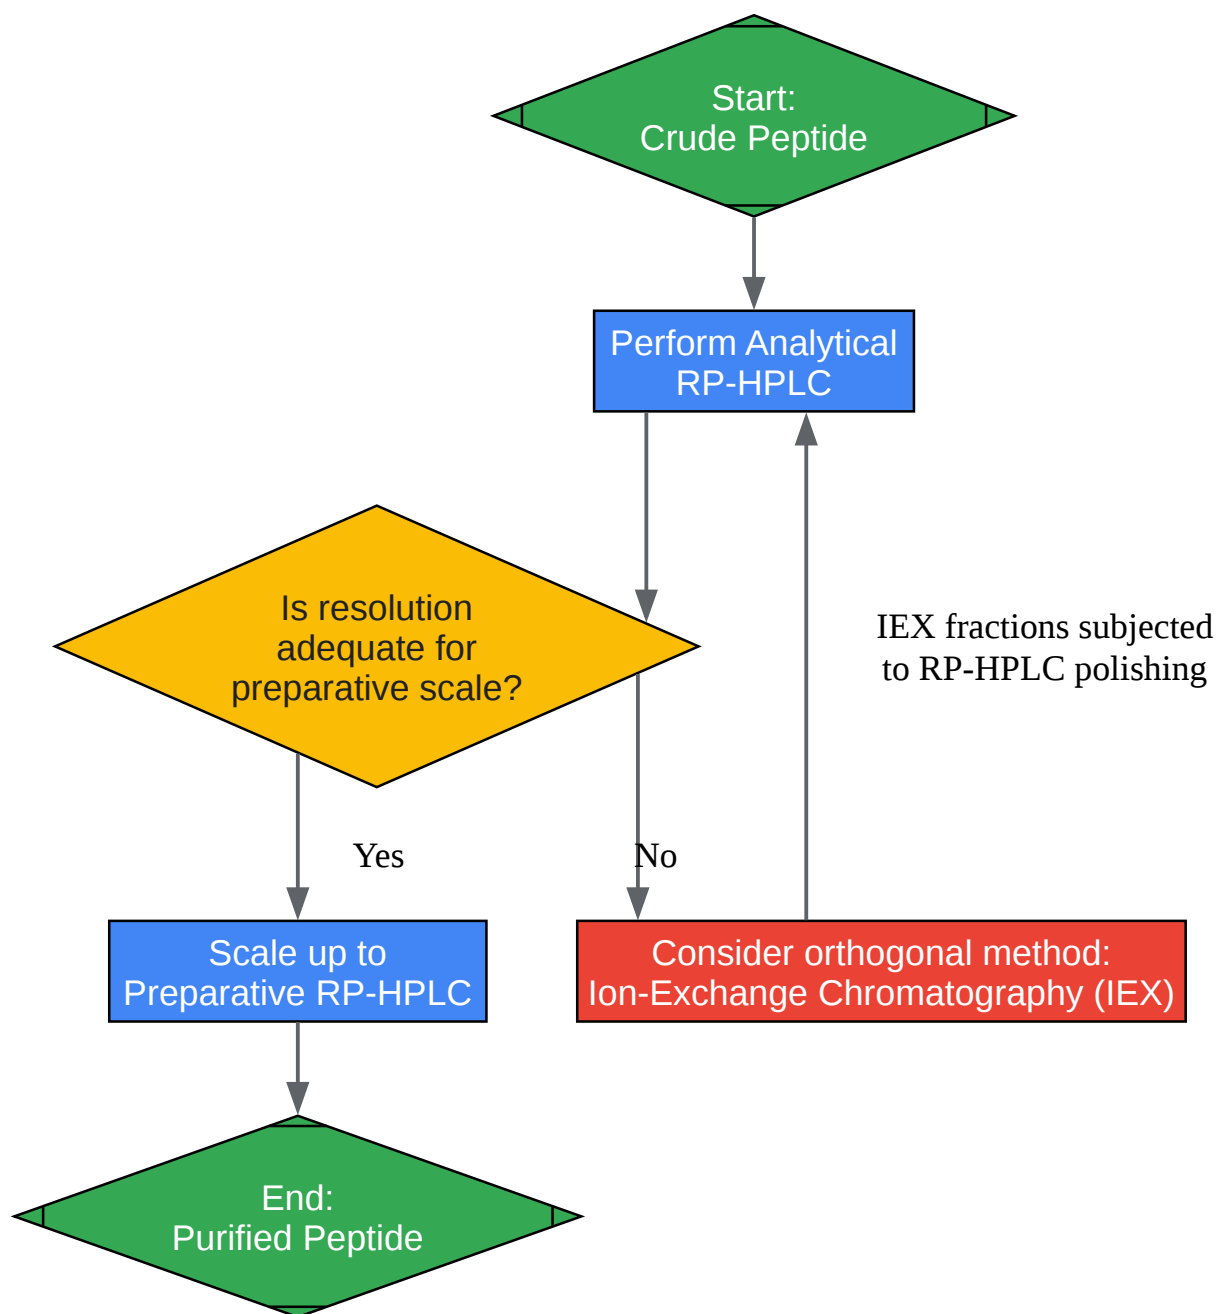 Start:
Crude Peptide
Perform Analytical
RP-HPLC
Is resolution
adequate for
preparative scale?
IEX fractions subjected
to RP-HPLC polishing
Yes
No
Scale up to
Preparative RP-HPLC
Consider orthogonal method:
Ion-Exchange Chromatography (IEX)
End:
Purified Peptide